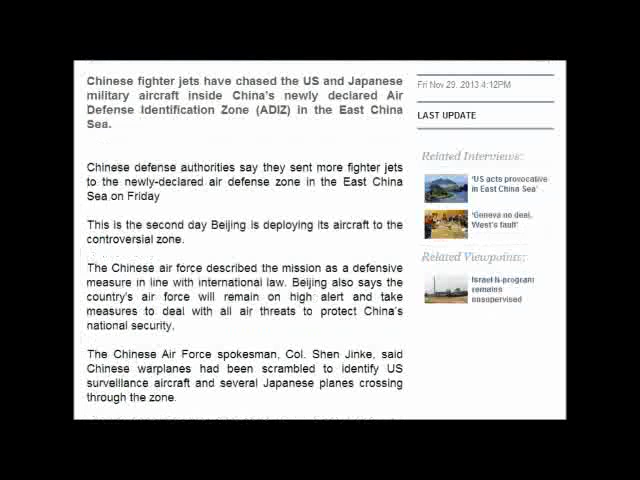 Chinese fighter jets have chased the US and Japanese
military aircraft inside China's newly declared Air
Defense Identification Zone (ADIZ) in the East China
Sea.
Chinese defense authorities say they sent more fighter jets
to the newly-declared air defense zone in the East China
Sea on Friday
This is the second day Beijing is deploying its aircraft to the
controversial zone.
The Chinese air force described the mission as a defensive
measure in line with international law. Beijing also says the
country's air force will remain on high alert and take
measures to deal with all air threats to protect China's
national security.
The Chinese Air Force spokesman, Col. Shen Jinke, said
Chinese warplanes had been scrambled to identify US
surveillance aircraft and several Japanese planes crossing
through the zone.
Fri Nov 29, 2013 4:12PM
LAST UPDATE
Related Interviews:
'US acts provocative
in East China Sea'
'Geneva no deal,
West's fault'
Related Viewpoints:
Israel N-program
remains
unsupervised